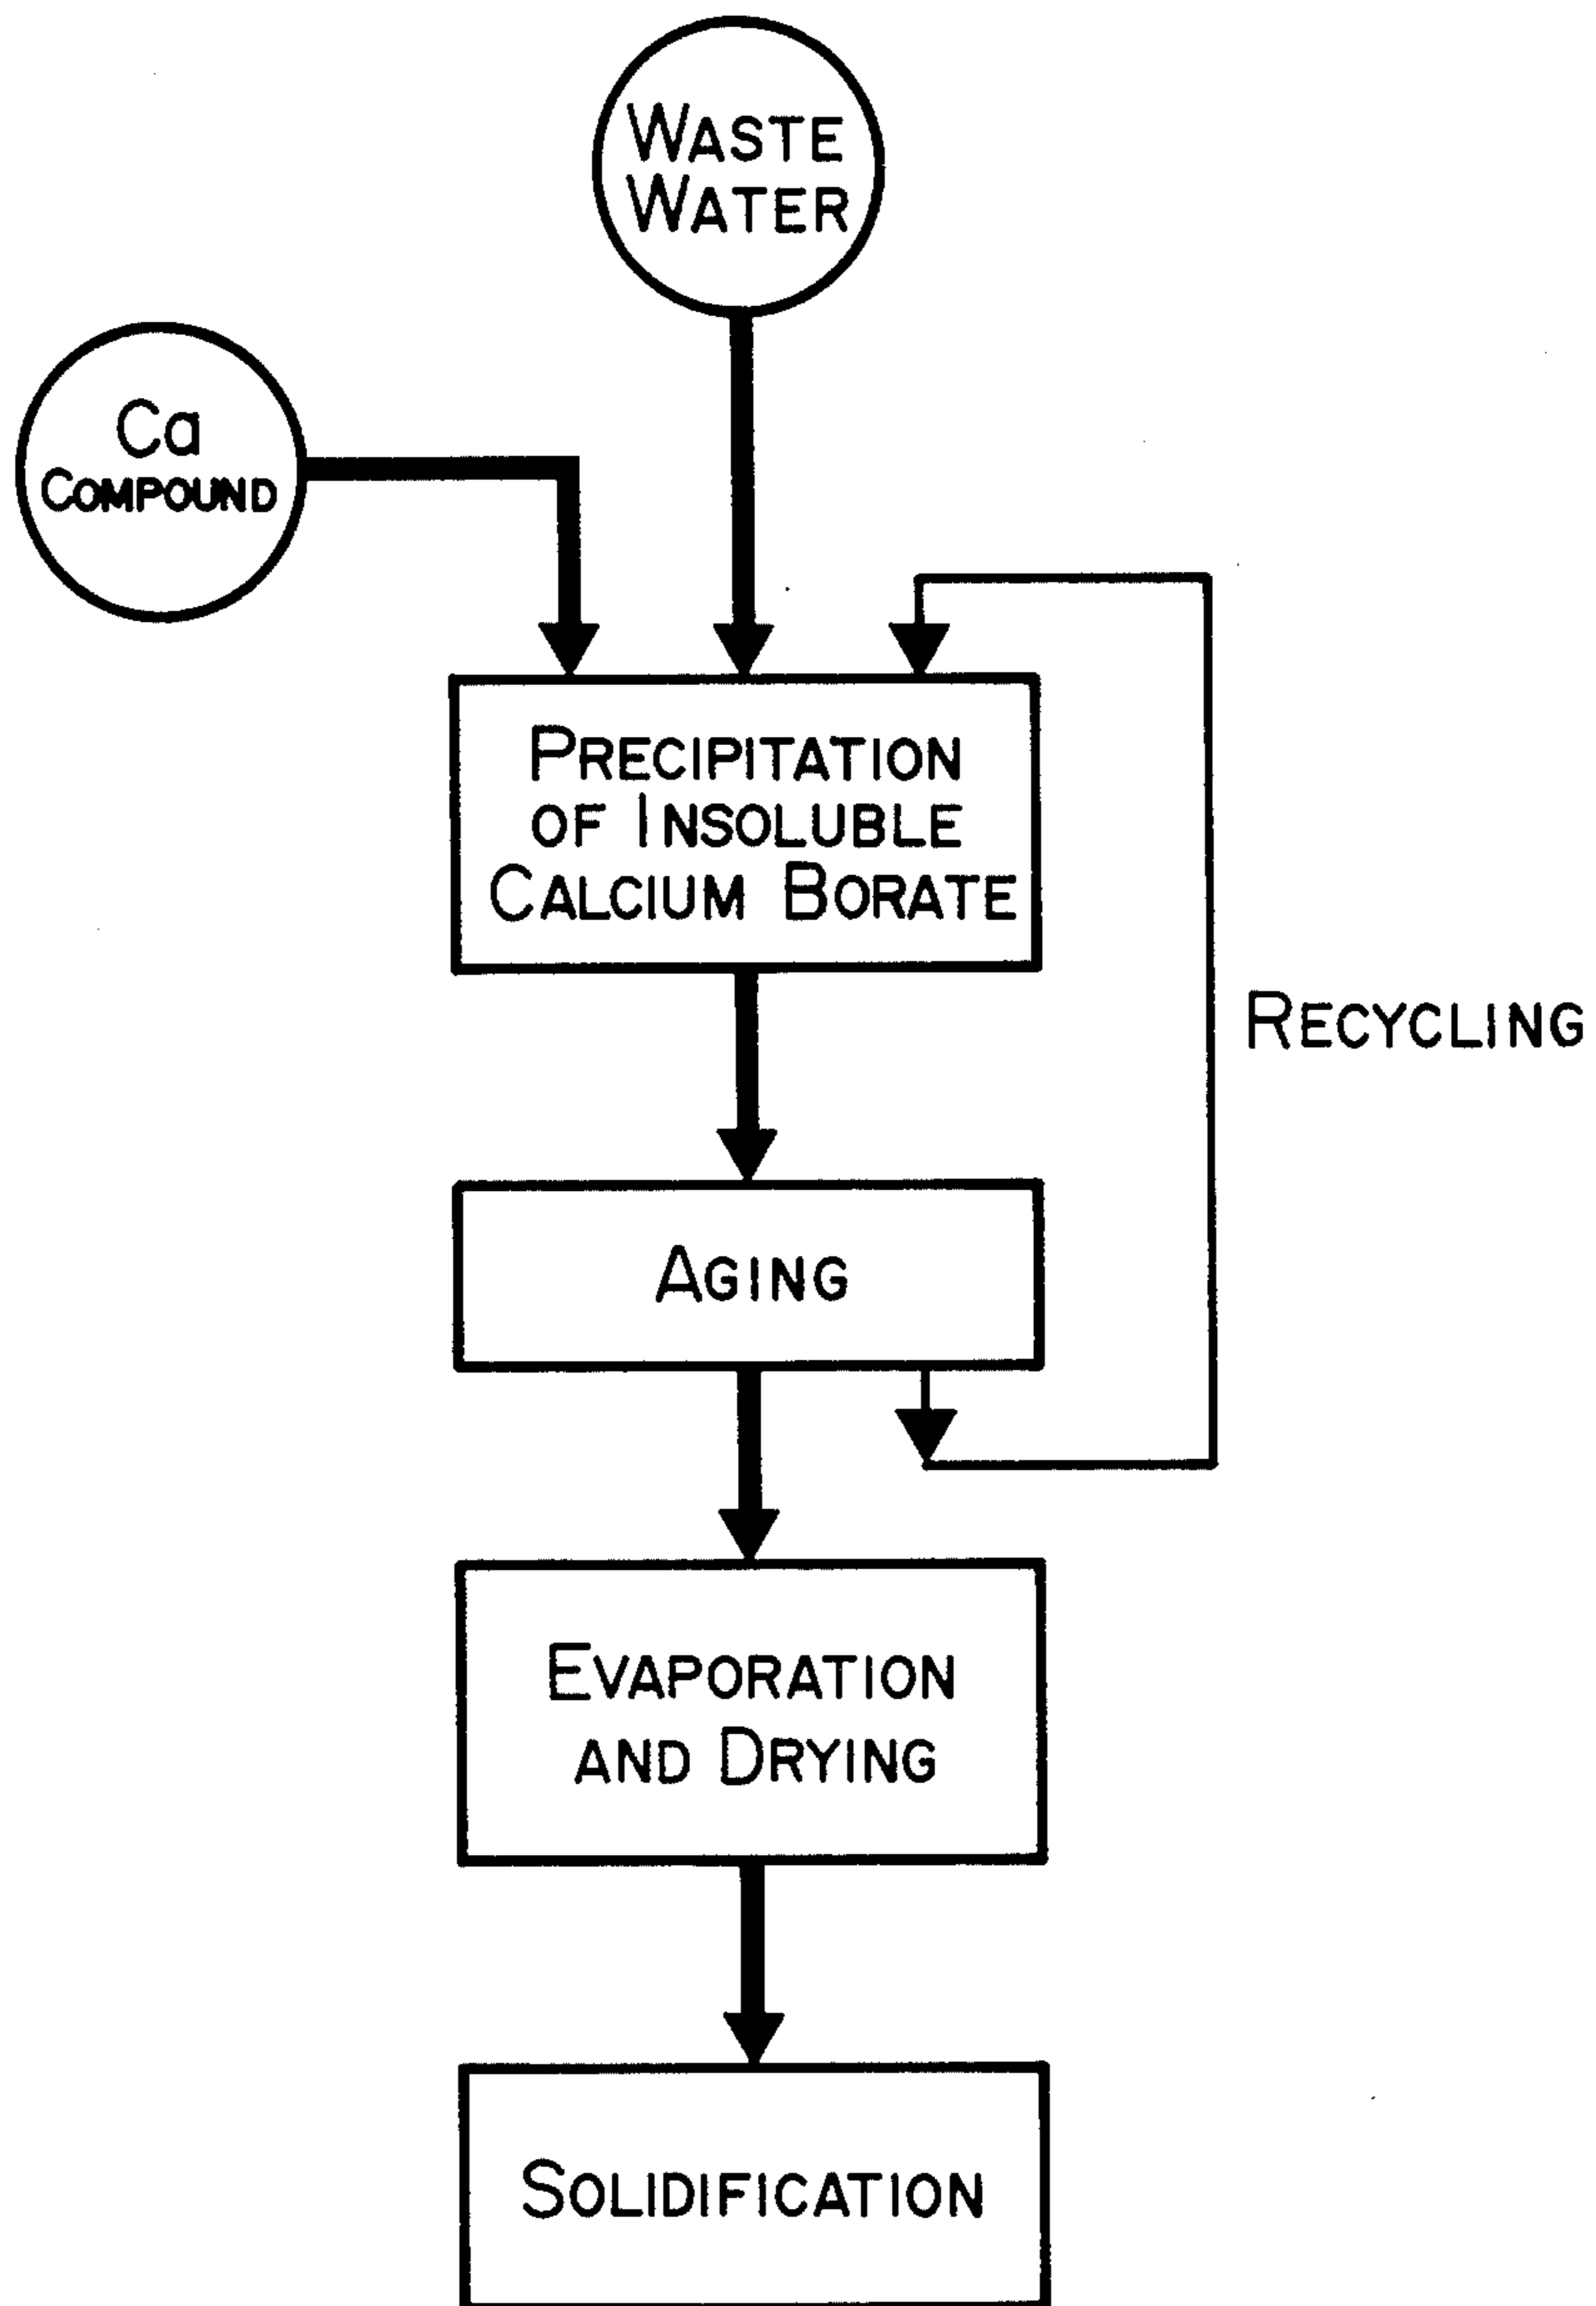 WASTE
WATER
Ca
COMPOUND
PRECIPITATION
OF INSOLUBLE
CALCIUM BORATE
RECYCLING
AGING
EVAPORATION
AND DRYING
SOLIDIFICATION